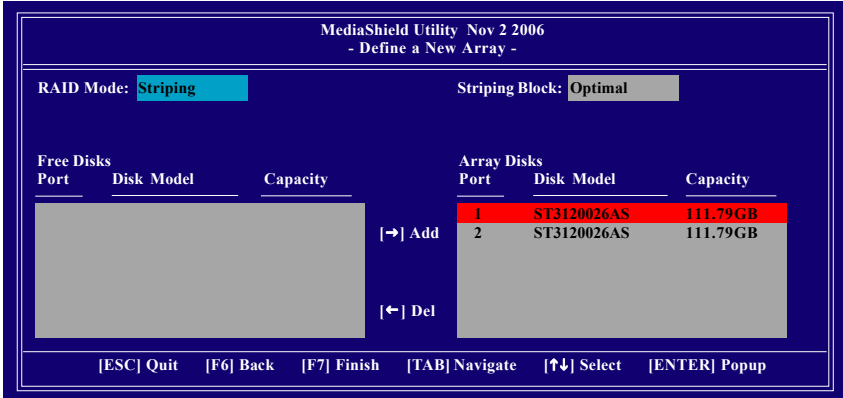 MediaShield Utility Nov 2 2006
- Define a New Array -
RAID Mode: Striping Striping Block: Optimal
Free Disks Array Disks
Port Disk Model Capacity Port Disk Model Capacity
1 ST3120026AS 111.79GB
[→] Add 2 ST3120026AS 111.79GB
[←] Del
[ESC] Quit [F6] Back [F7] Finish [TAB] Navigate [↑↓] Select [ENTER] Popup